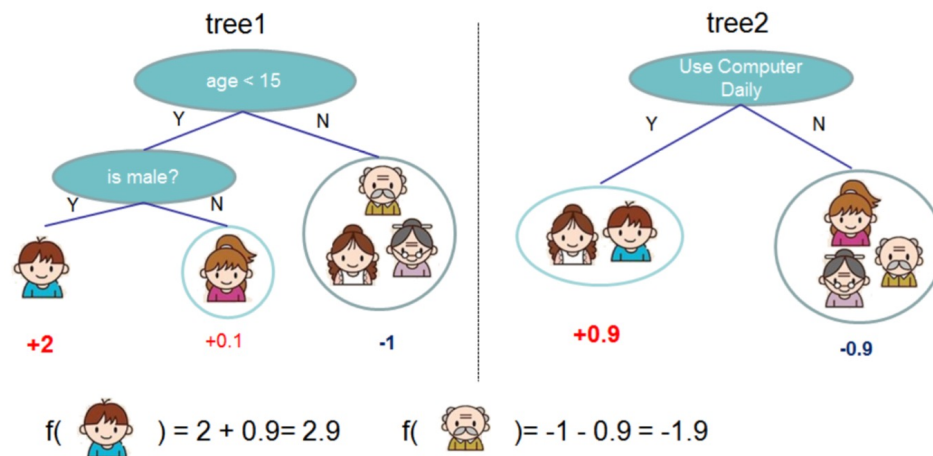 tree1
tree2
age < 15
Use Computer
Daily
Y
N
Y
N
is male?
Y
N
+2
+0.1
-1
+0.9
-0.9
f( ) = 2 + 0.9= 2.9
f( )= -1 - 0.9 = -1.9